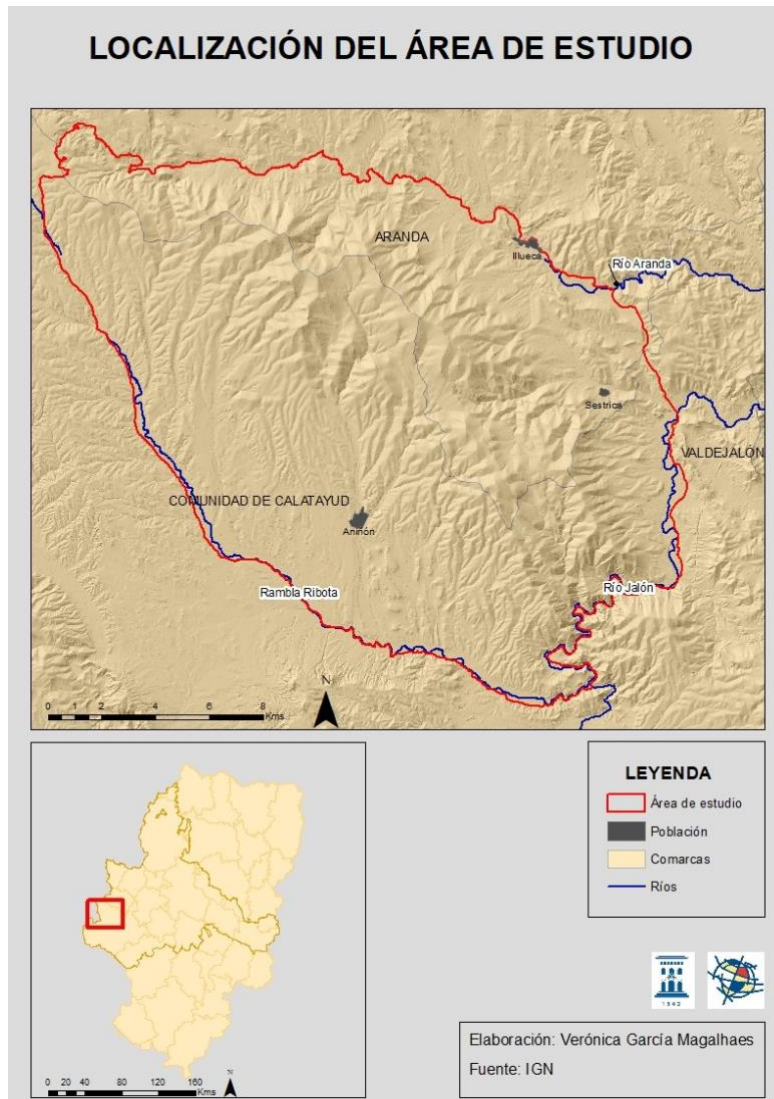 LOCALIZACIÓN DEL ÁREA DE ESTUDIO
ARANDA
Illueca
Río Aranda
Sestrica
VALDEJALÓN
COMUNIDAD DE CALATAYUD
Aniñón
Rambla Ribota
Río Jalón
N
0 1 2 4 6 8
Kms
LEYENDA
Área de estudio
Población
Comarcas
Ríos
1542
N
0 20 40 80 120 160
Kms
Elaboración: Verónica García Magalhaes
Fuente: IGN